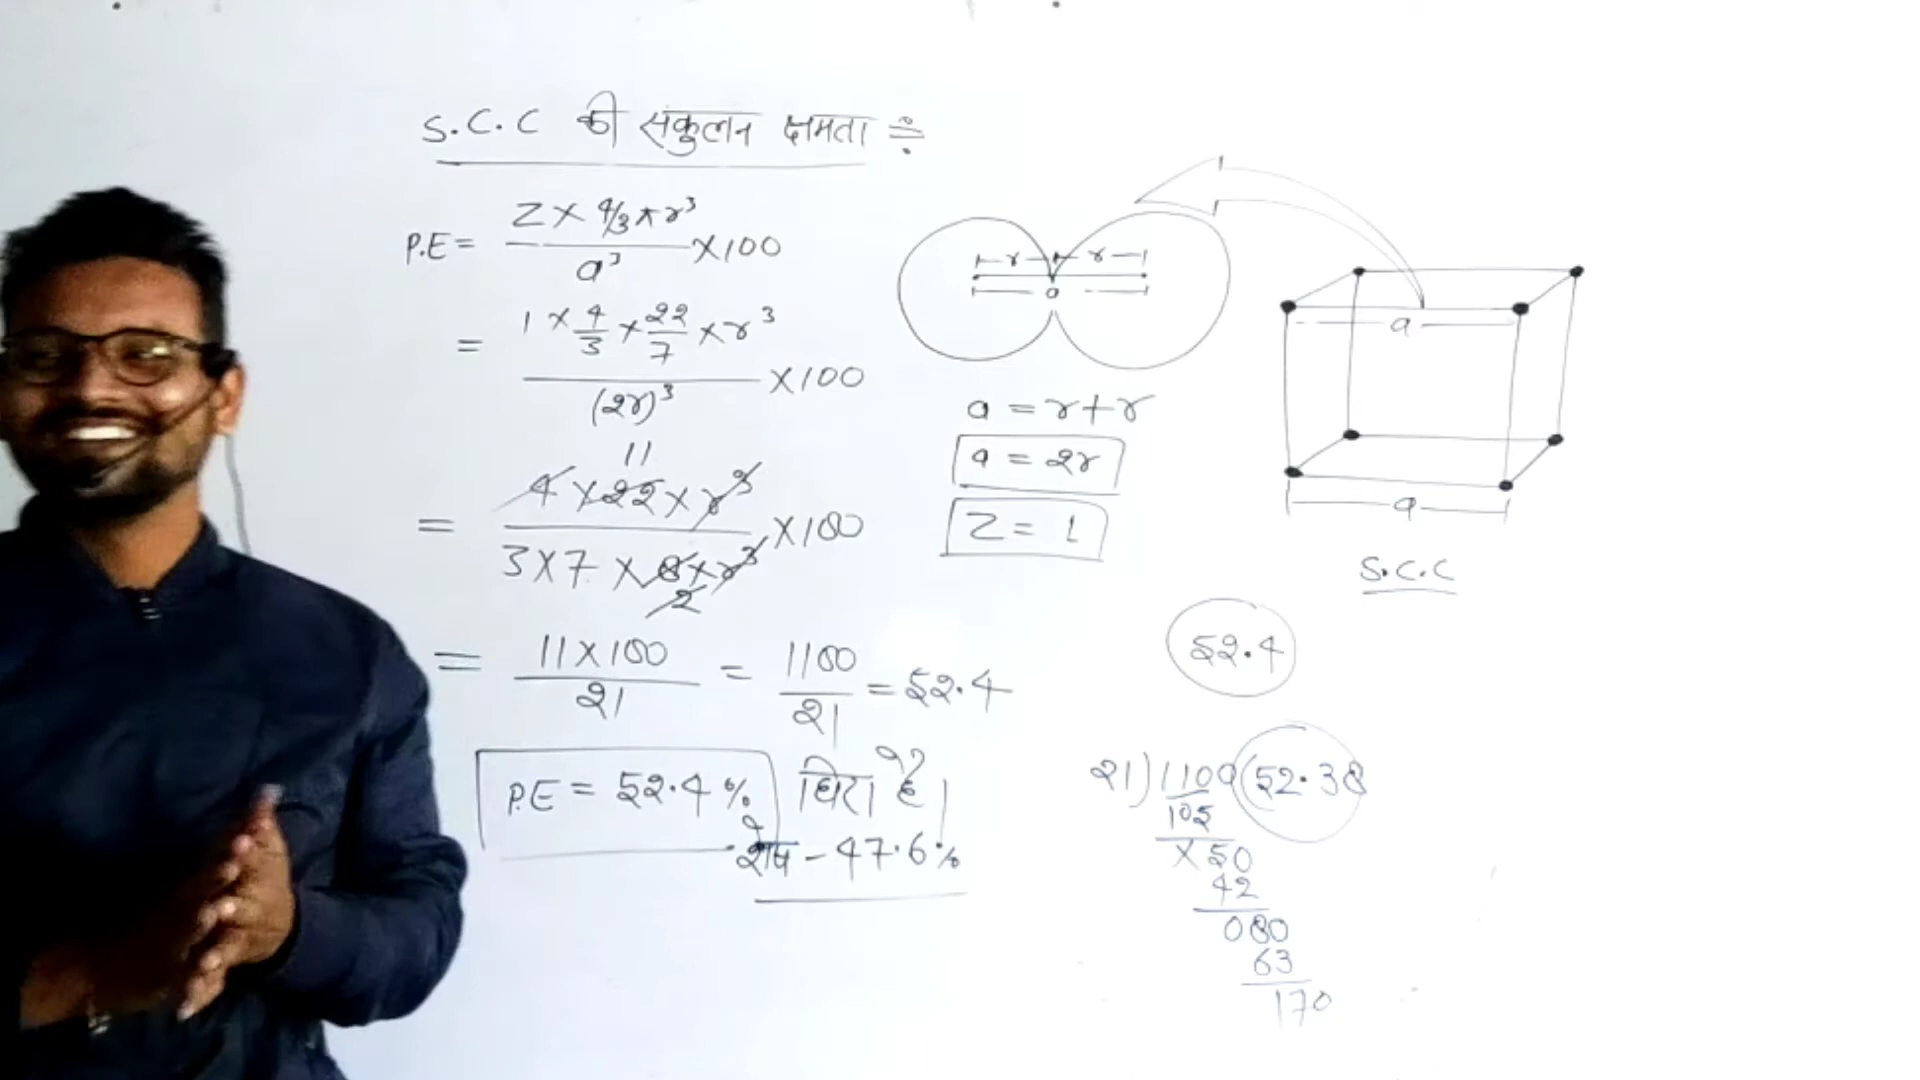 S.C.C की संकुलन क्षमता ÷
P.E = Z × 4/3 π r³ / a³ × 100
= 1 × 4/3 × 22/7 × r³ / (2r)³ × 100
11
= 4 × 22 × r³ / 3 × 7 × 8 × r³ × 100
2
= 11 × 100 / 21 = 1100 / 21 = 52.4
P.E = 52.4 % घिरा है।
शेष - 47.6 %
r r
a
a = r + r
a = 2r
Z = 1
a
a
S.C.C
52.4
21) 1100 (52.38
105
× 50
42
080
63
170